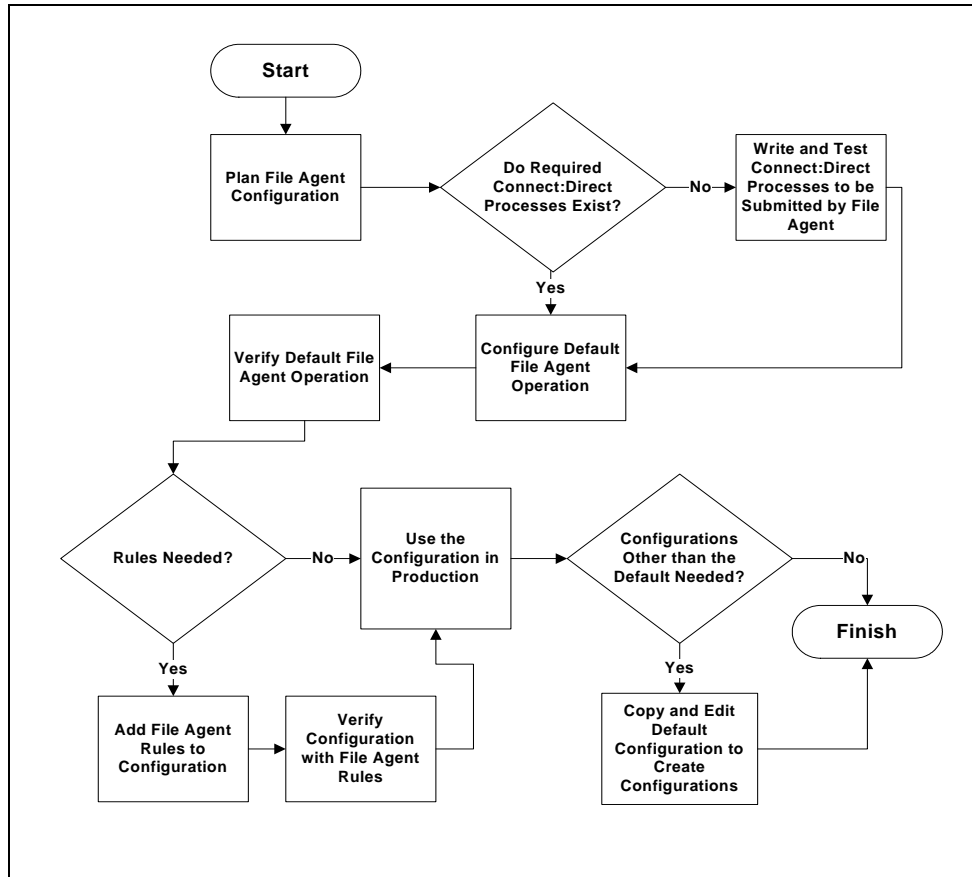 Start
Plan File Agent
Configuration
Do Required
Connect:Direct
Processes Exist?
No
Write and Test
Connect:Direct
Processes to be
Submitted by File
Agent
Yes
Configure Default
File Agent
Operation
Verify Default File
Agent Operation
Rules Needed?
No
Use the
Configuration in
Production
Configurations
Other than the
Default Needed?
No
Finish
Yes
Add File Agent
Rules to
Configuration
Verify
Configuration
with File Agent
Rules
Yes
Copy and Edit
Default
Configuration to
Create
Configurations